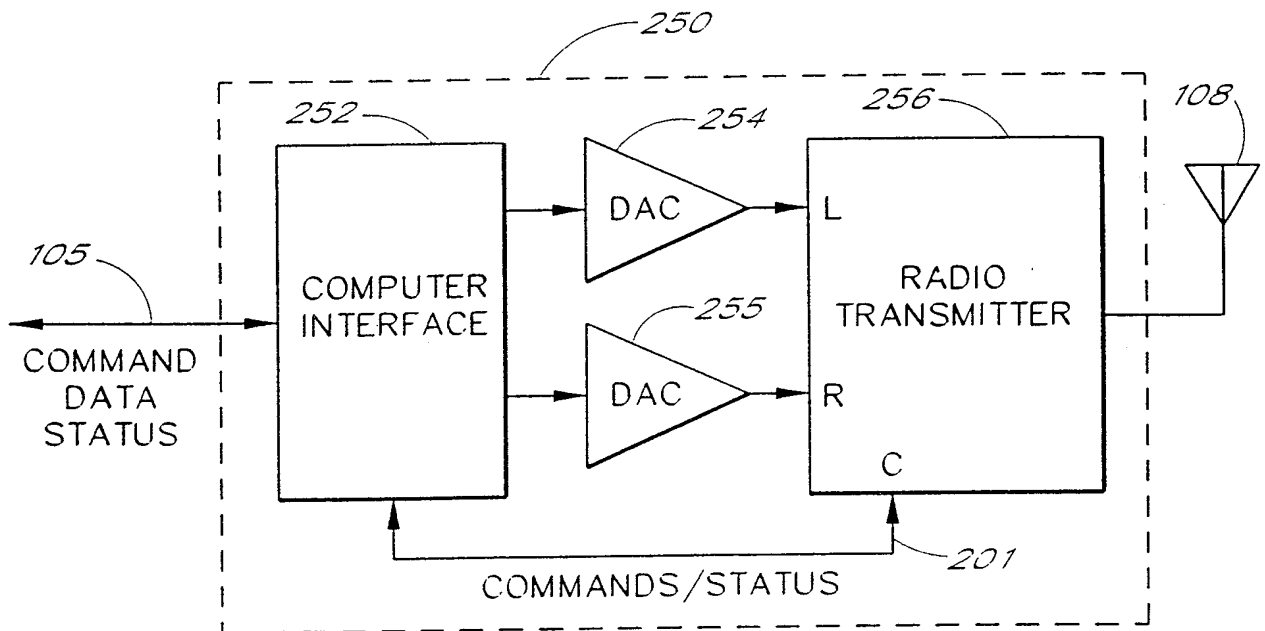 250
252
254
256
108
DAC
L
105
COMPUTER
INTERFACE
RADIO
TRANSMITTER
255
COMMAND
DATA
STATUS
DAC
R
C
201
COMMANDS/STATUS